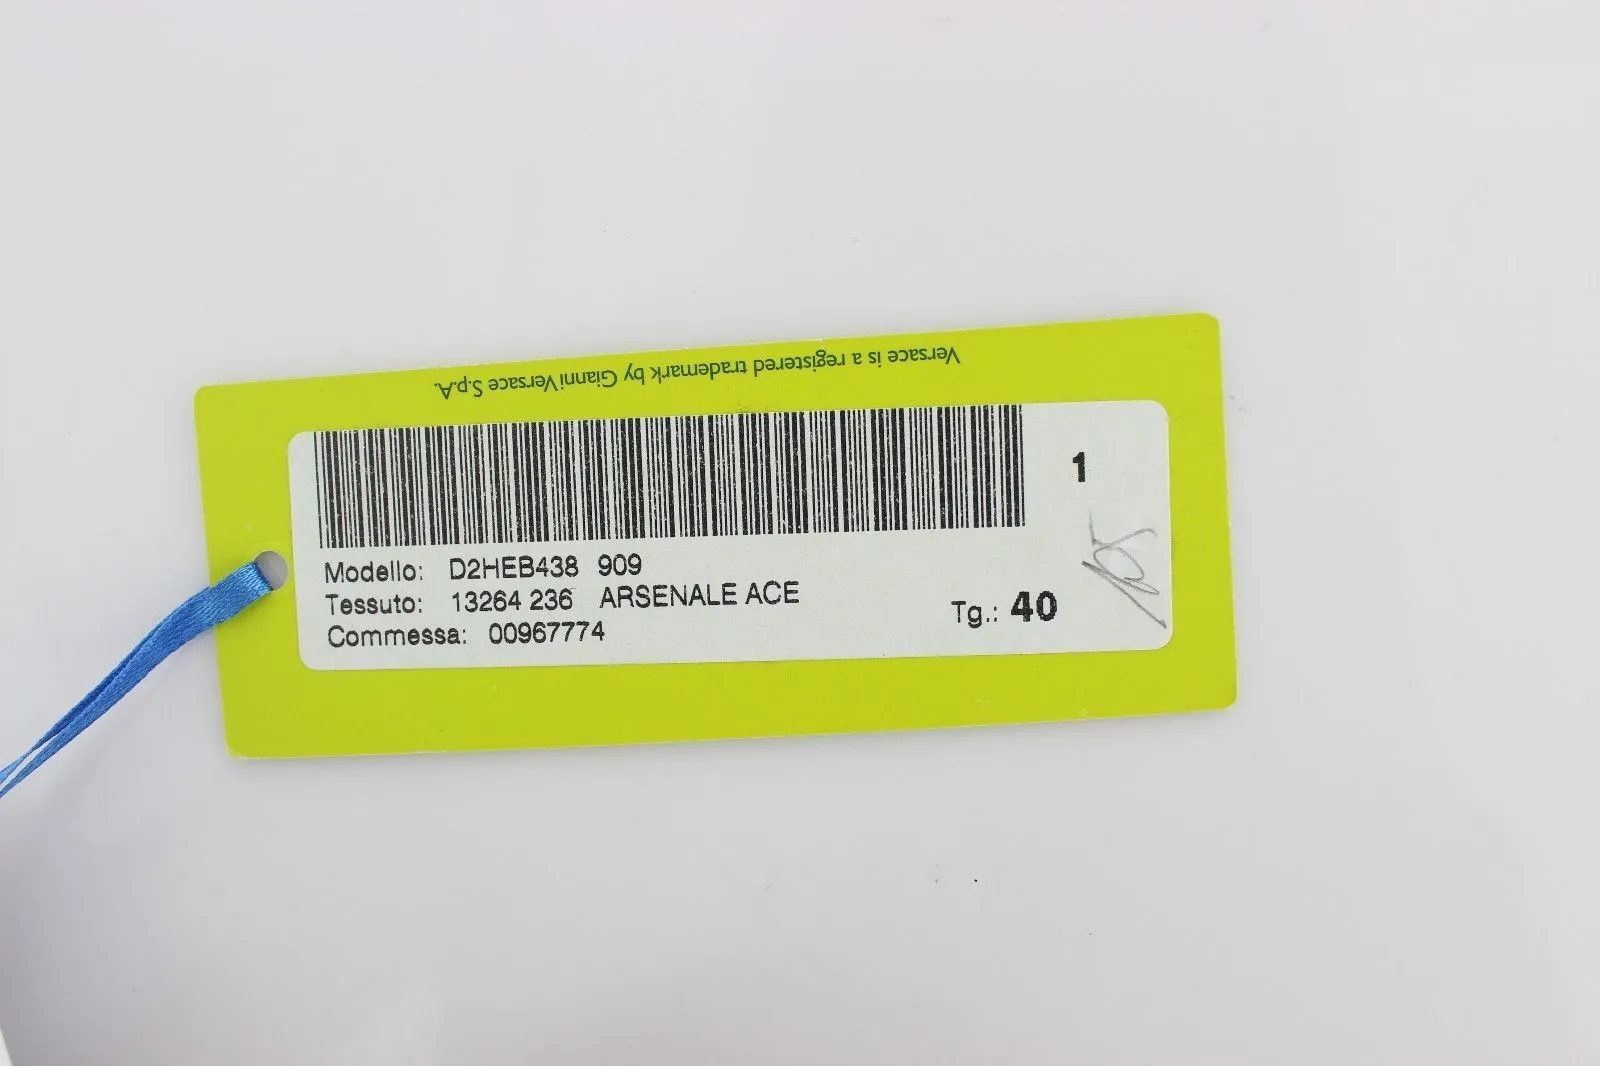 Versace is a registered trademark by Gianni Versace S.p.A.
1
Modello: D2HEB438 909
Tessuto: 13264 236 ARSENALE ACE
Commessa: 00967774
Tg.: 40
105